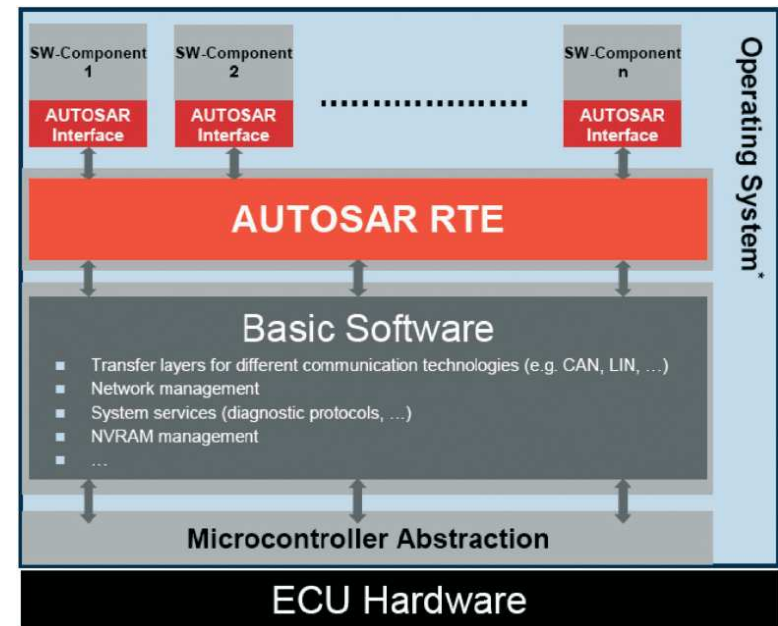 SW-Component
1
AUTOSAR
Interface
SW-Component
2
AUTOSAR
Interface
SW-Component
n
AUTOSAR
Interface
Operating System*
AUTOSAR RTE
Basic Software
Transfer layers for different communication technologies (e.g. CAN, LIN, …)
Network management
System services (diagnostic protocols, …)
NVRAM management
…
Microcontroller Abstraction
ECU Hardware